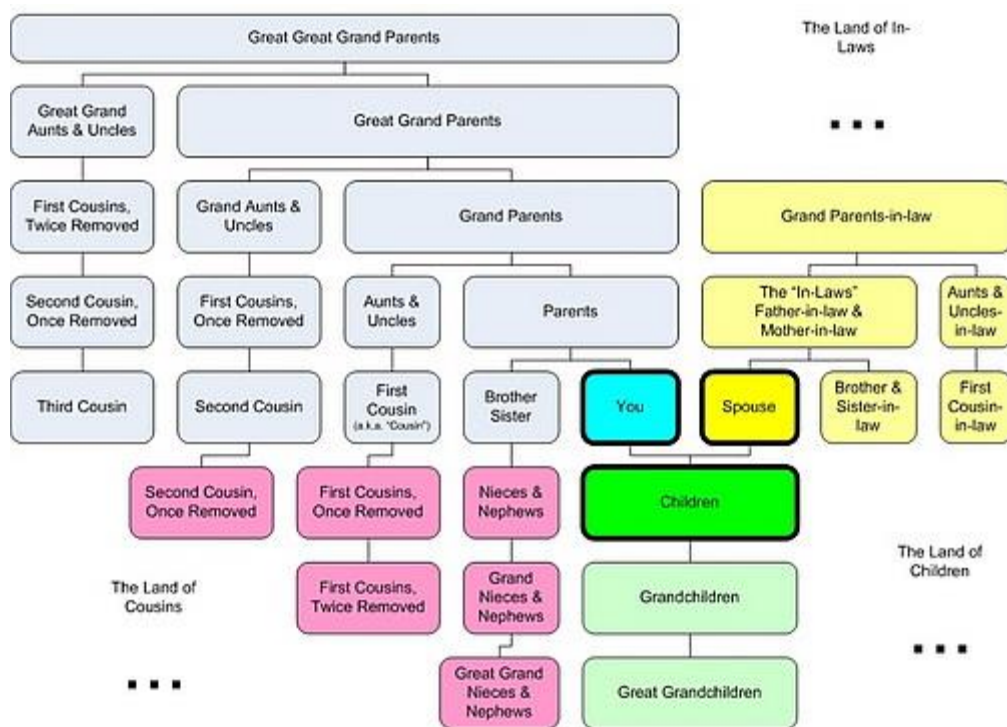 Great Great Grand Parents
The Land of In-
Laws
Great Grand
Aunts & Uncles
Great Grand Parents
First Cousins,
Twice Removed
Grand Aunts &
Uncles
Grand Parents
Grand Parents-in-law
Second Cousin,
Once Removed
First Cousins,
Once Removed
Aunts &
Uncles
Parents
The “In-Laws”
Father-in-law &
Mother-in-law
Aunts &
Uncles-
in-law
Third Cousin
Second Cousin
First
Cousin
(a.k.a. “Cousin”)
Brother
Sister
You
Spouse
Brother &
Sister-in-
law
First
Cousin-
in-law
Second Cousin,
Once Removed
First Cousins,
Once Removed
Nieces &
Nephews
Children
The Land of
Cousins
First Cousins,
Twice Removed
Grand
Nieces &
Nephews
Grandchildren
The Land of
Children
Great Grand
Nieces &
Nephews
Great Grandchildren